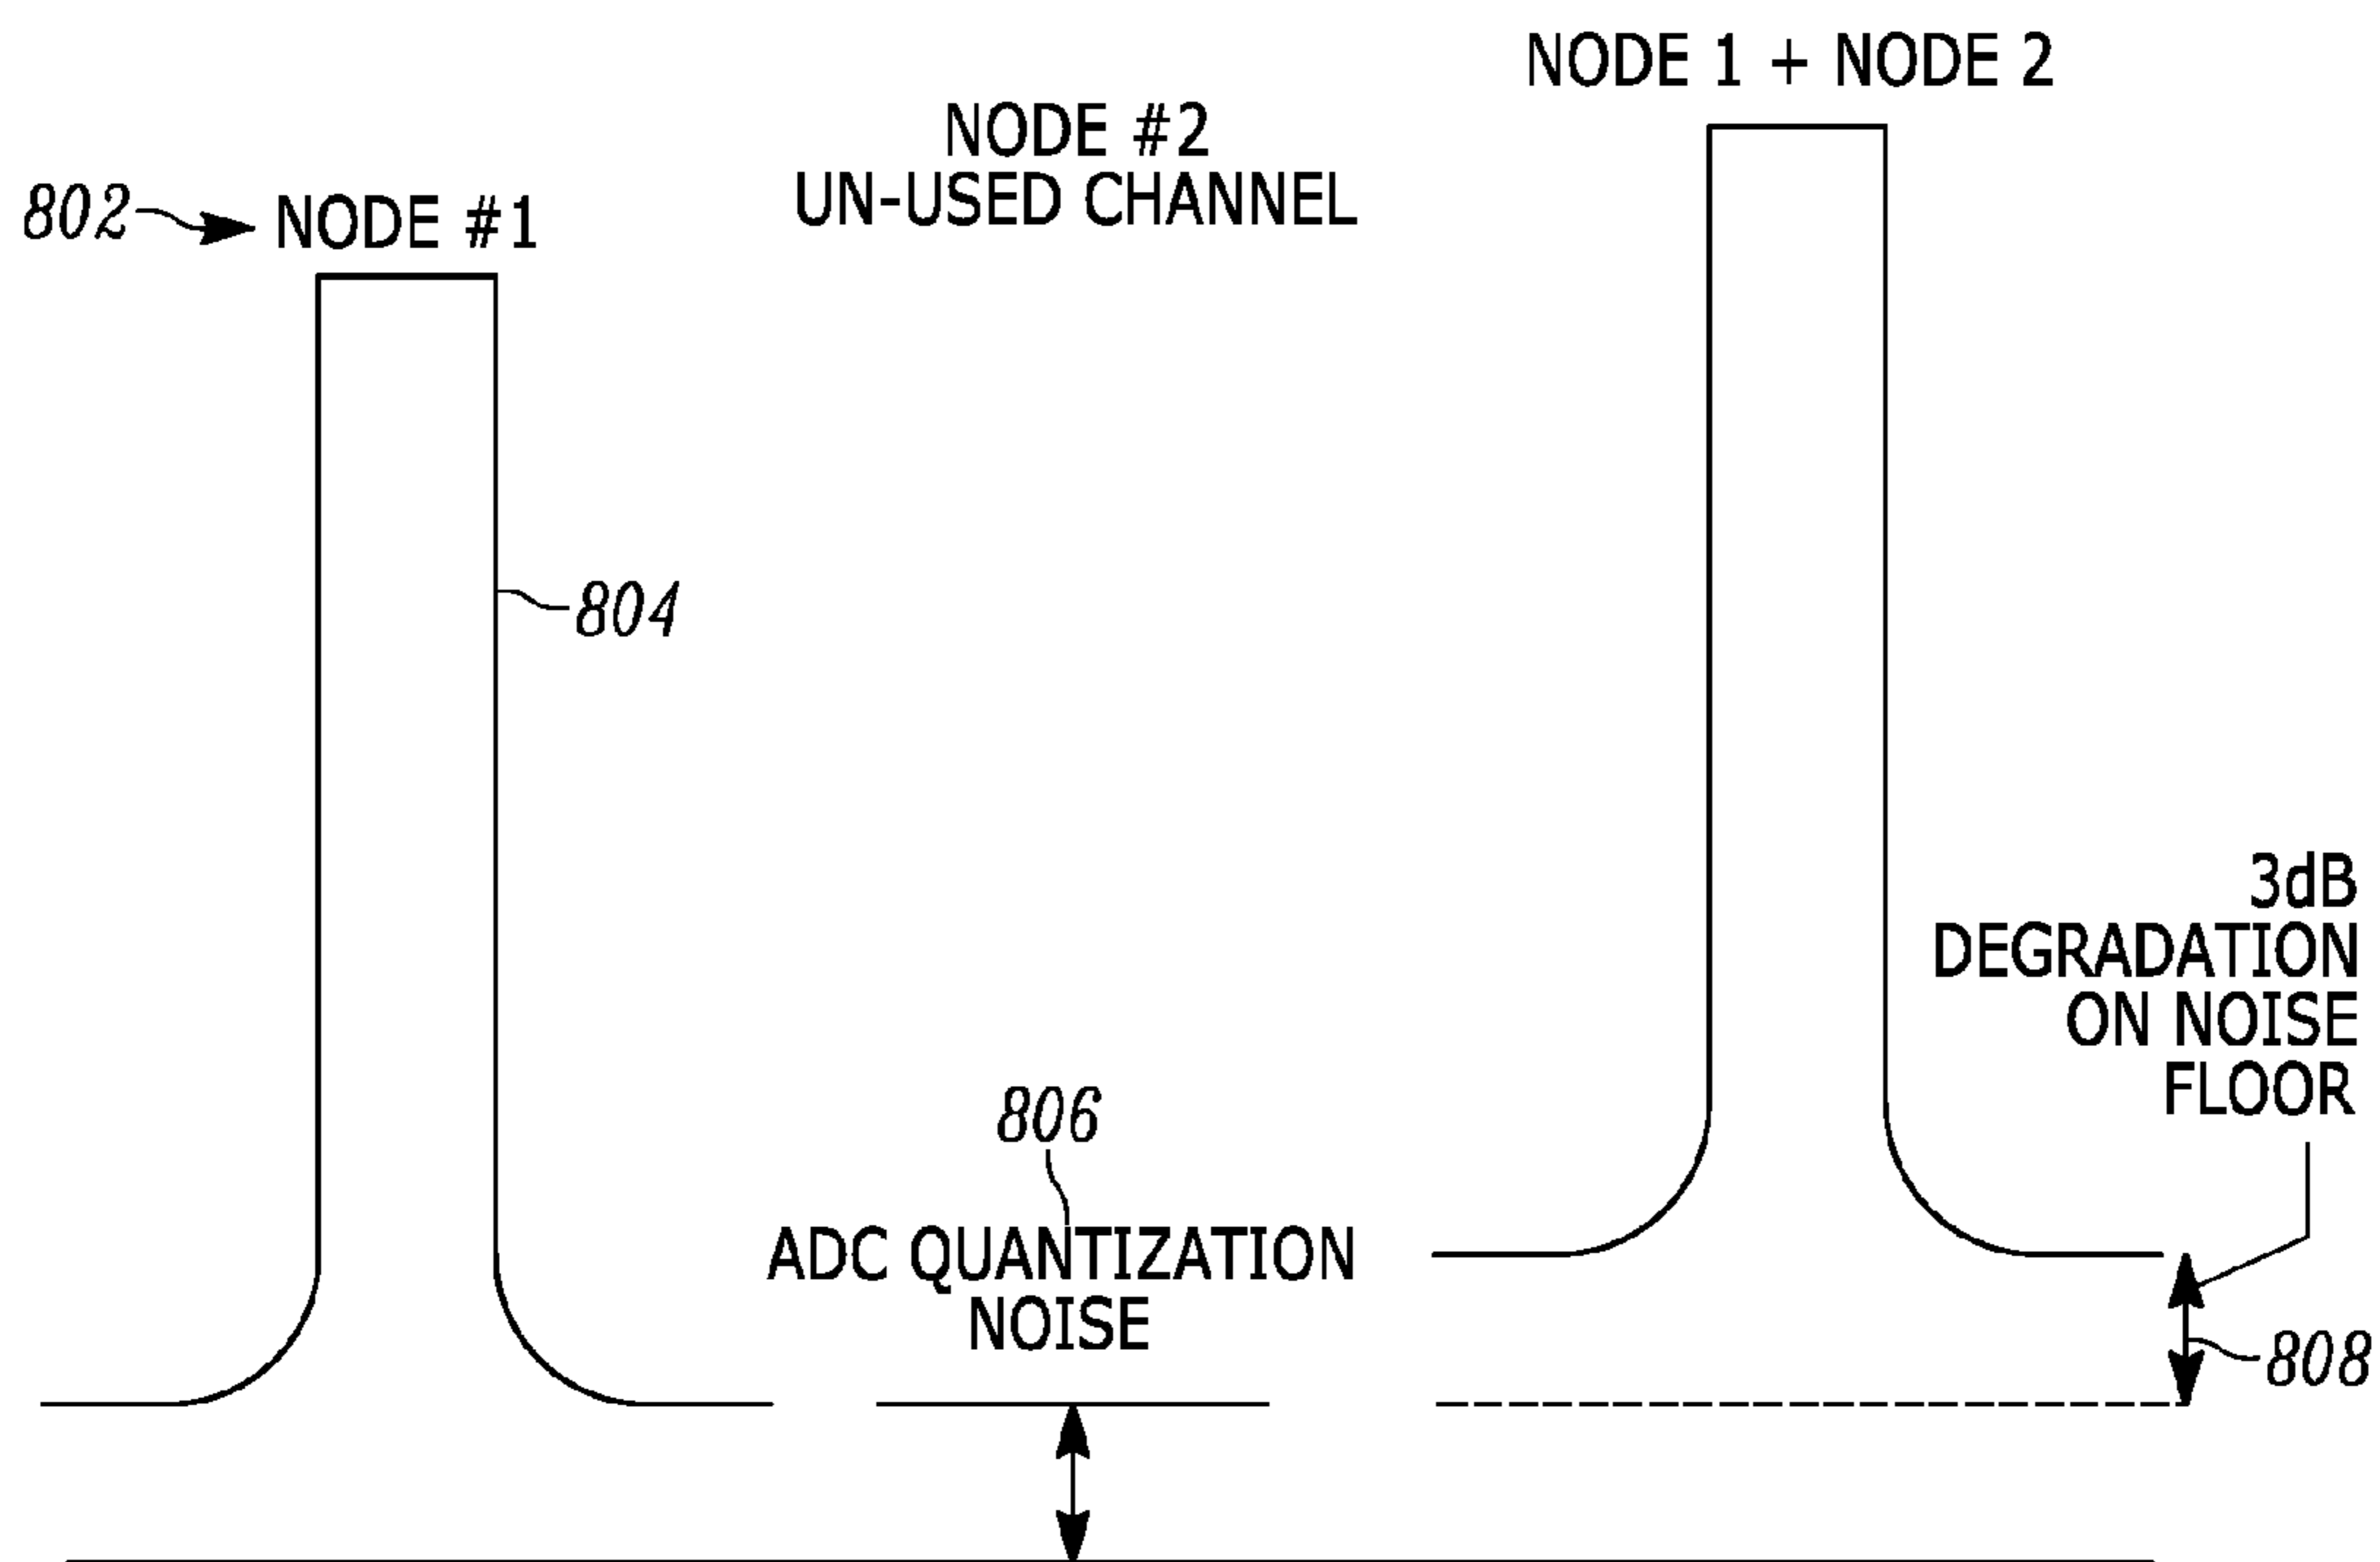 802 NODE #1
804
NODE #2
UN-USED CHANNEL
806
ADC QUANTIZATION
NOISE
NODE 1 + NODE 2
3dB
DEGRADATION
ON NOISE
FLOOR
808